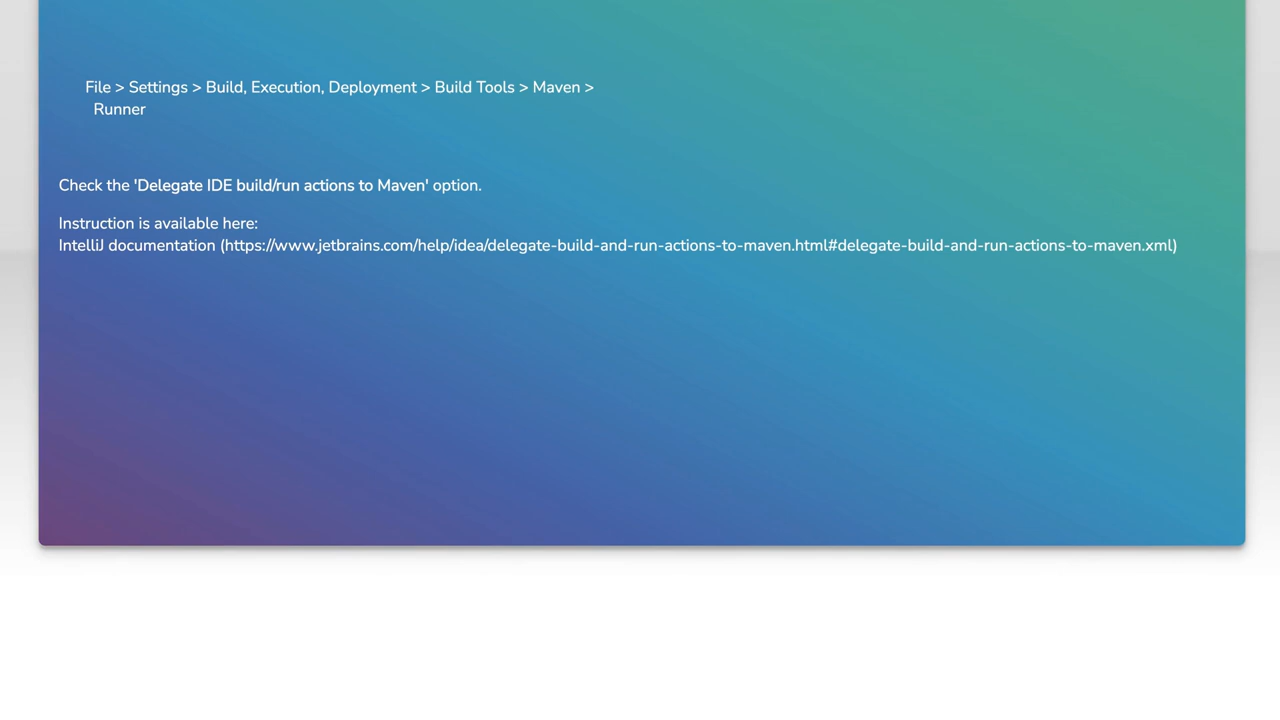 File > Settings > Build, Execution, Deployment > Build Tools > Maven >
Runner
Check the 'Delegate IDE build/run actions to Maven' option.
Instruction is available here:
IntelliJ documentation (https://www.jetbrains.com/help/idea/delegate-build-and-run-actions-to-maven.html#delegate-build-and-run-actions-to-maven.xml)